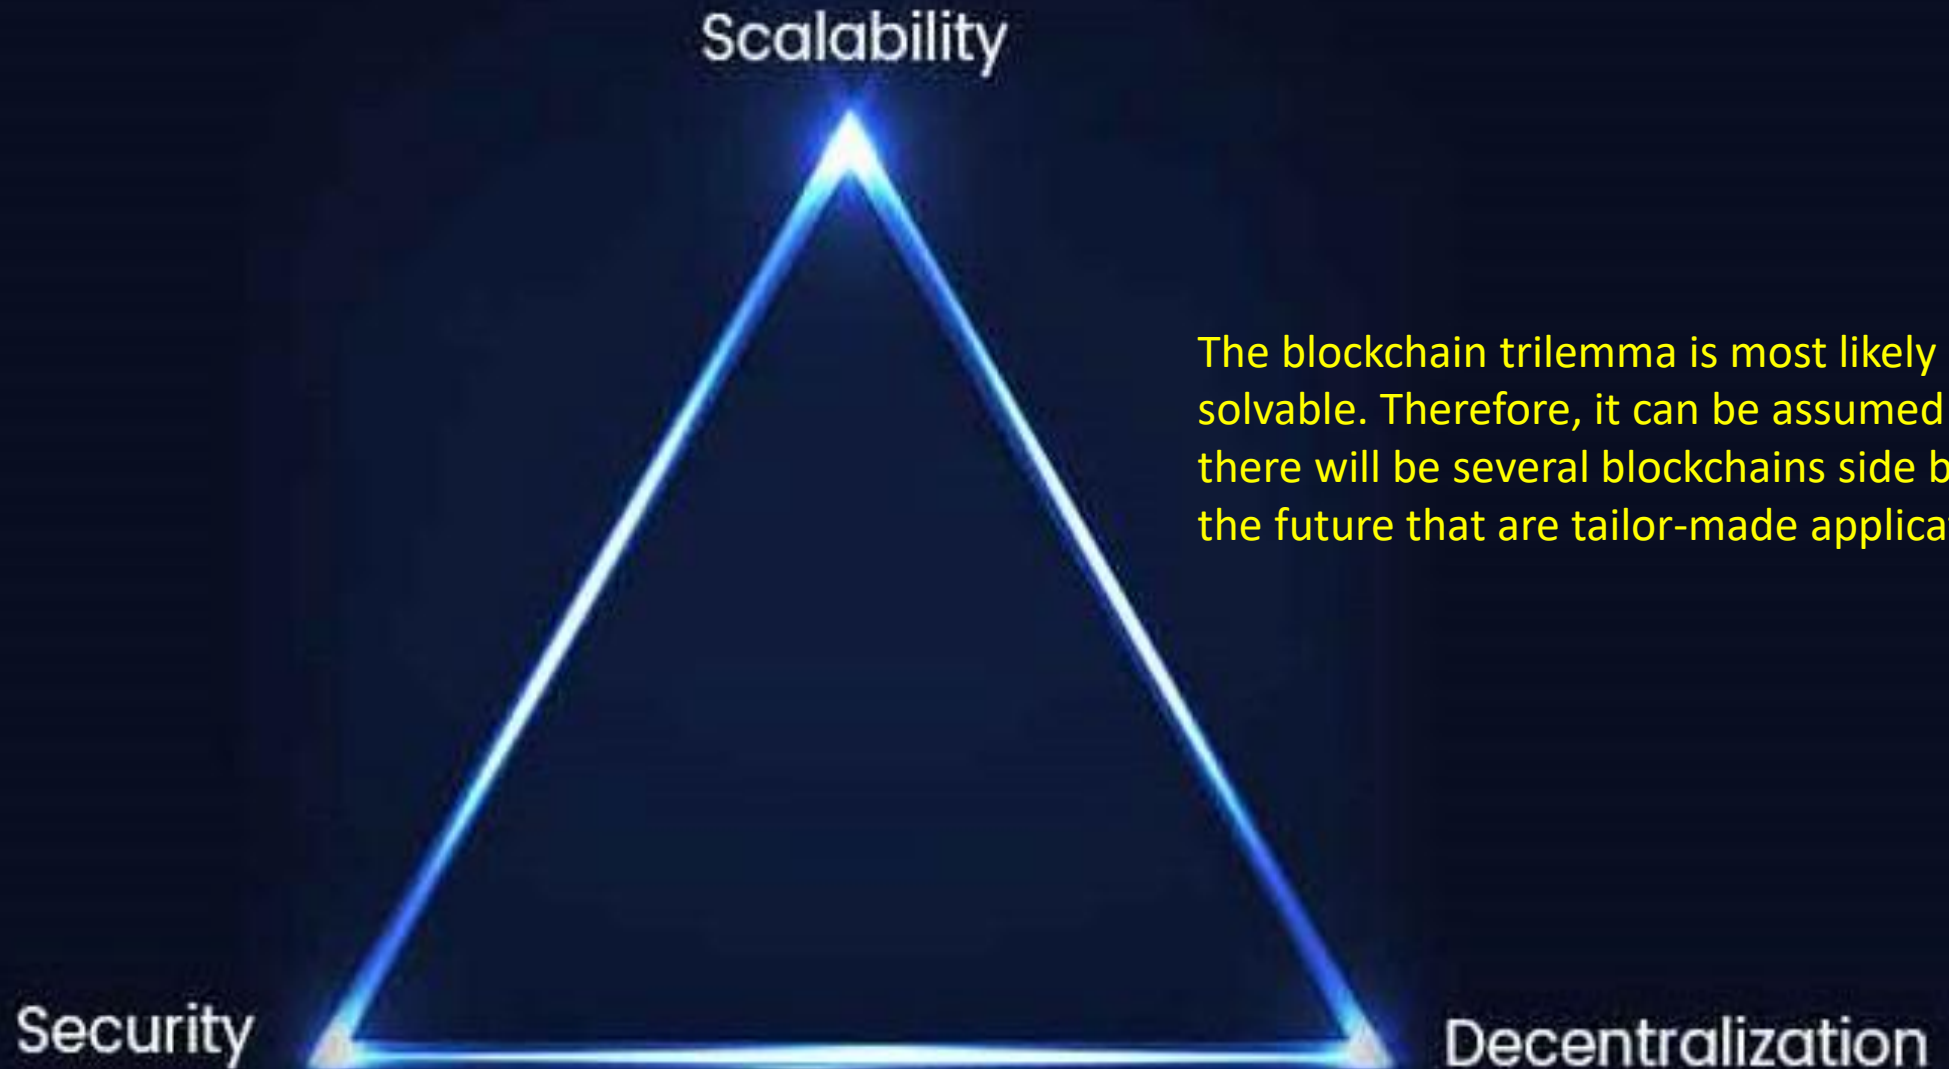 Scalability
The blockchain trilemma is most likely
solvable. Therefore, it can be assumed
there will be several blockchains side
the future that are tailor-made
Security
Decentralization